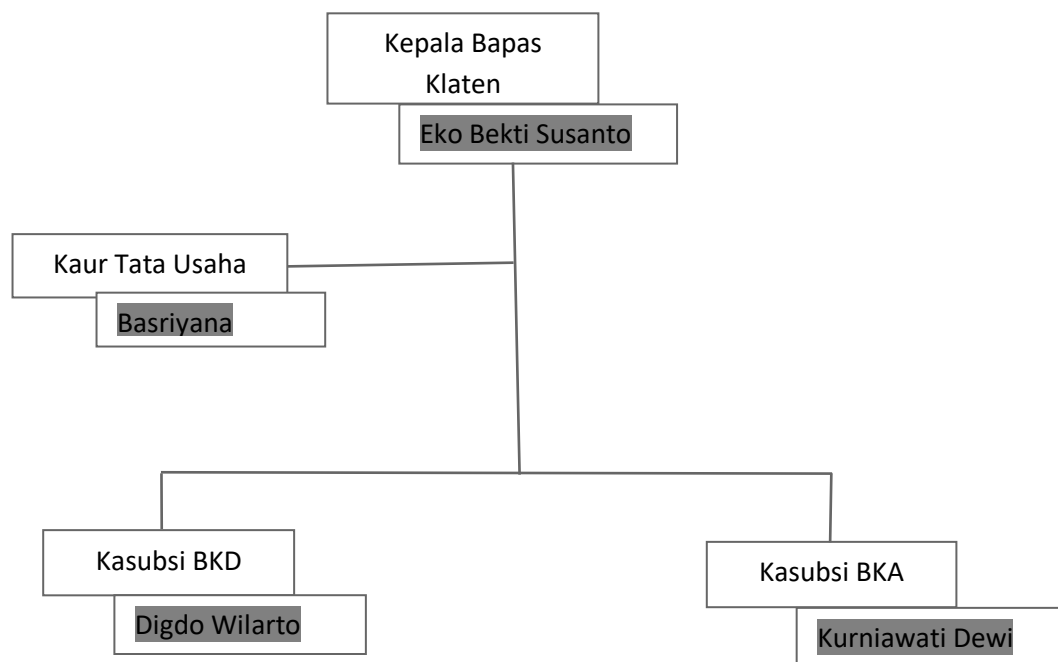 Kepala Bapas
Klaten
Eko Bekti Susanto
Kaur Tata Usaha
Basriyana
Kasubsi BKD
Digdo Wilarto
Kasubsi BKA
Kurniawati Dewi